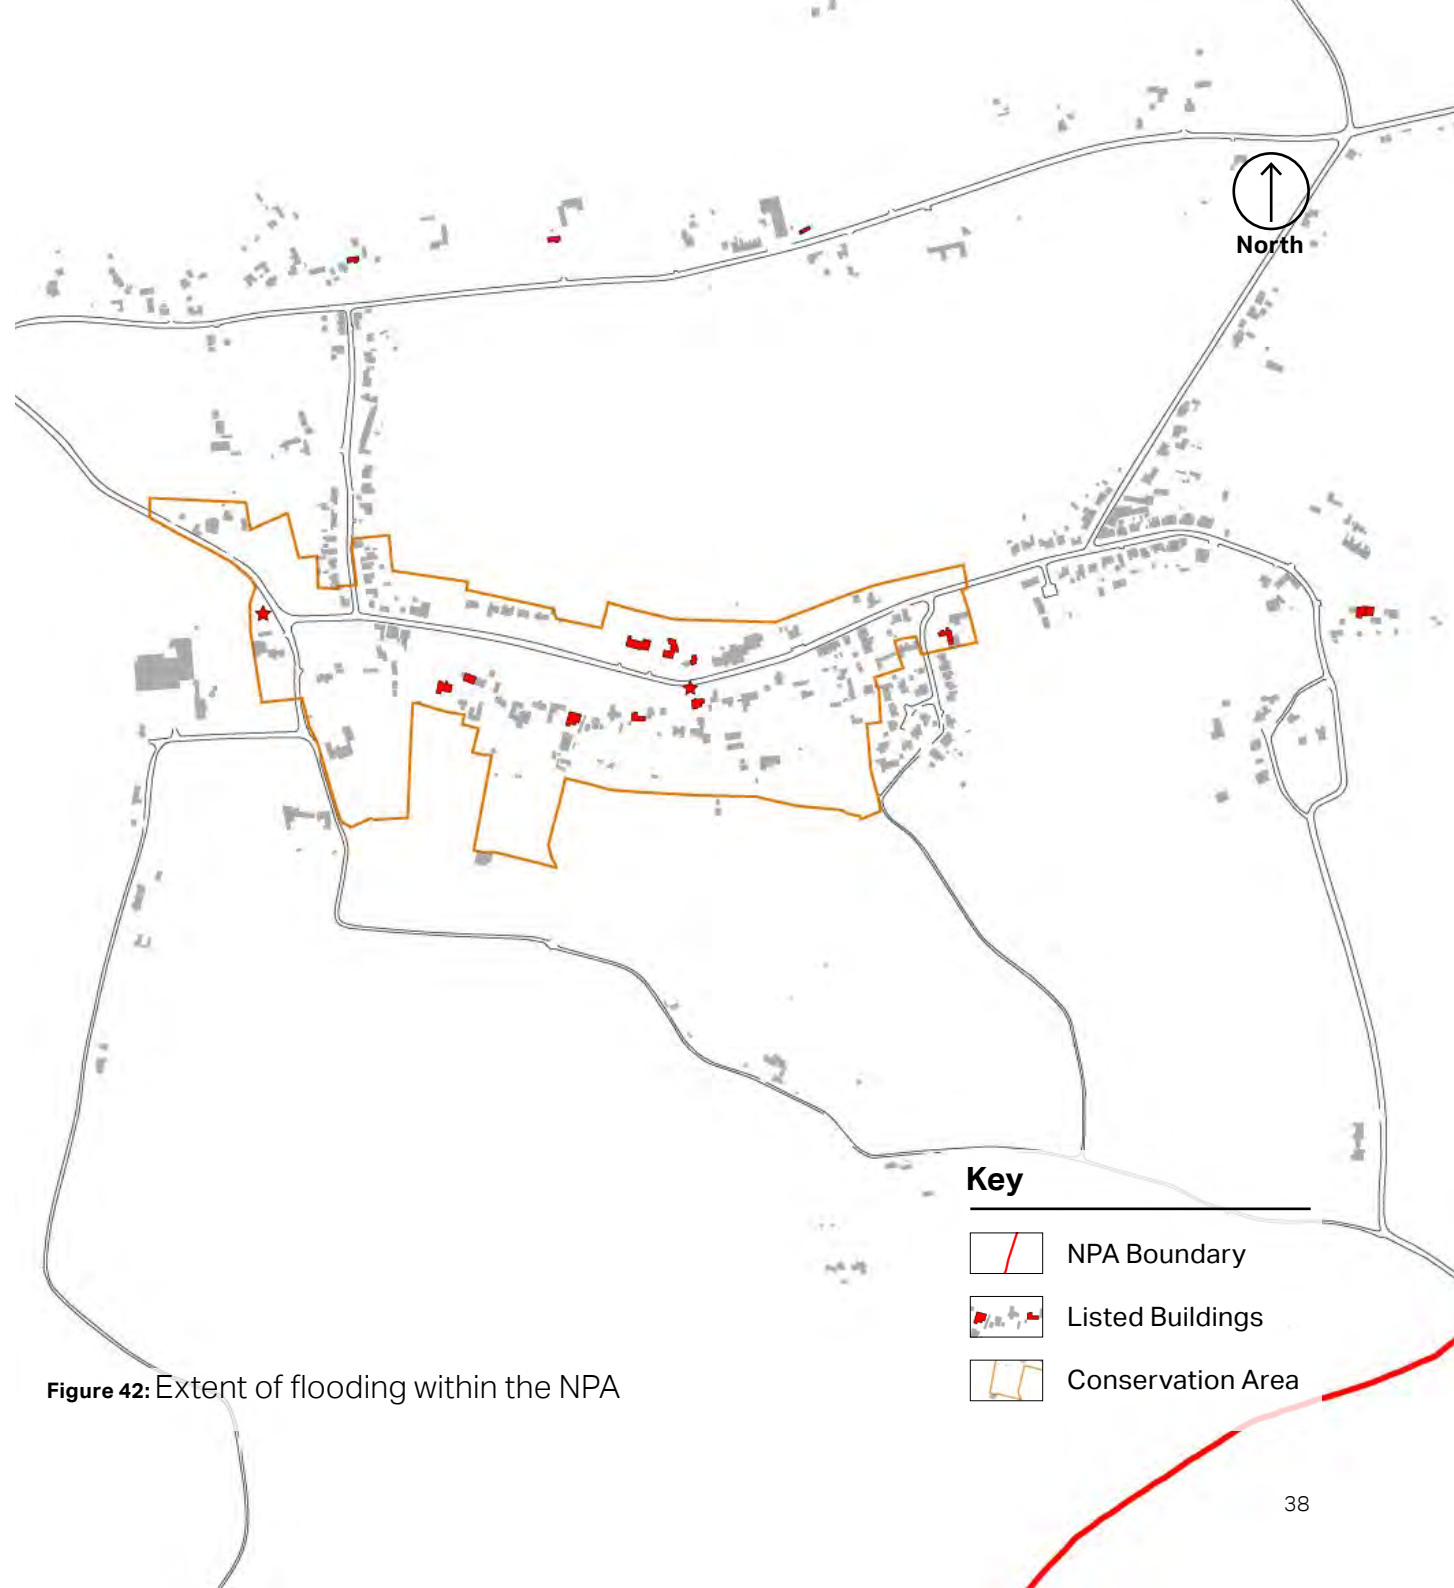 North
Key
NPA Boundary
Listed Buildings
Conservation Area
Figure 42: Extent of flooding within the NPA
38